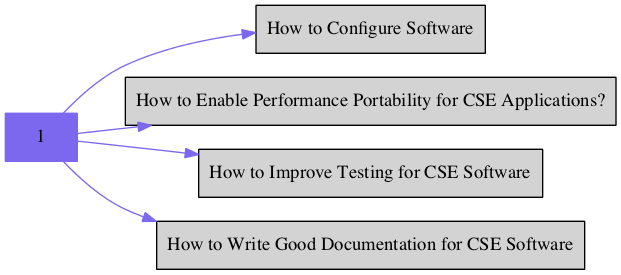 How to Configure Software
How to Enable Performance Portability for CSE Applications?
1
How to Improve Testing for CSE Software
How to Write Good Documentation for CSE Software